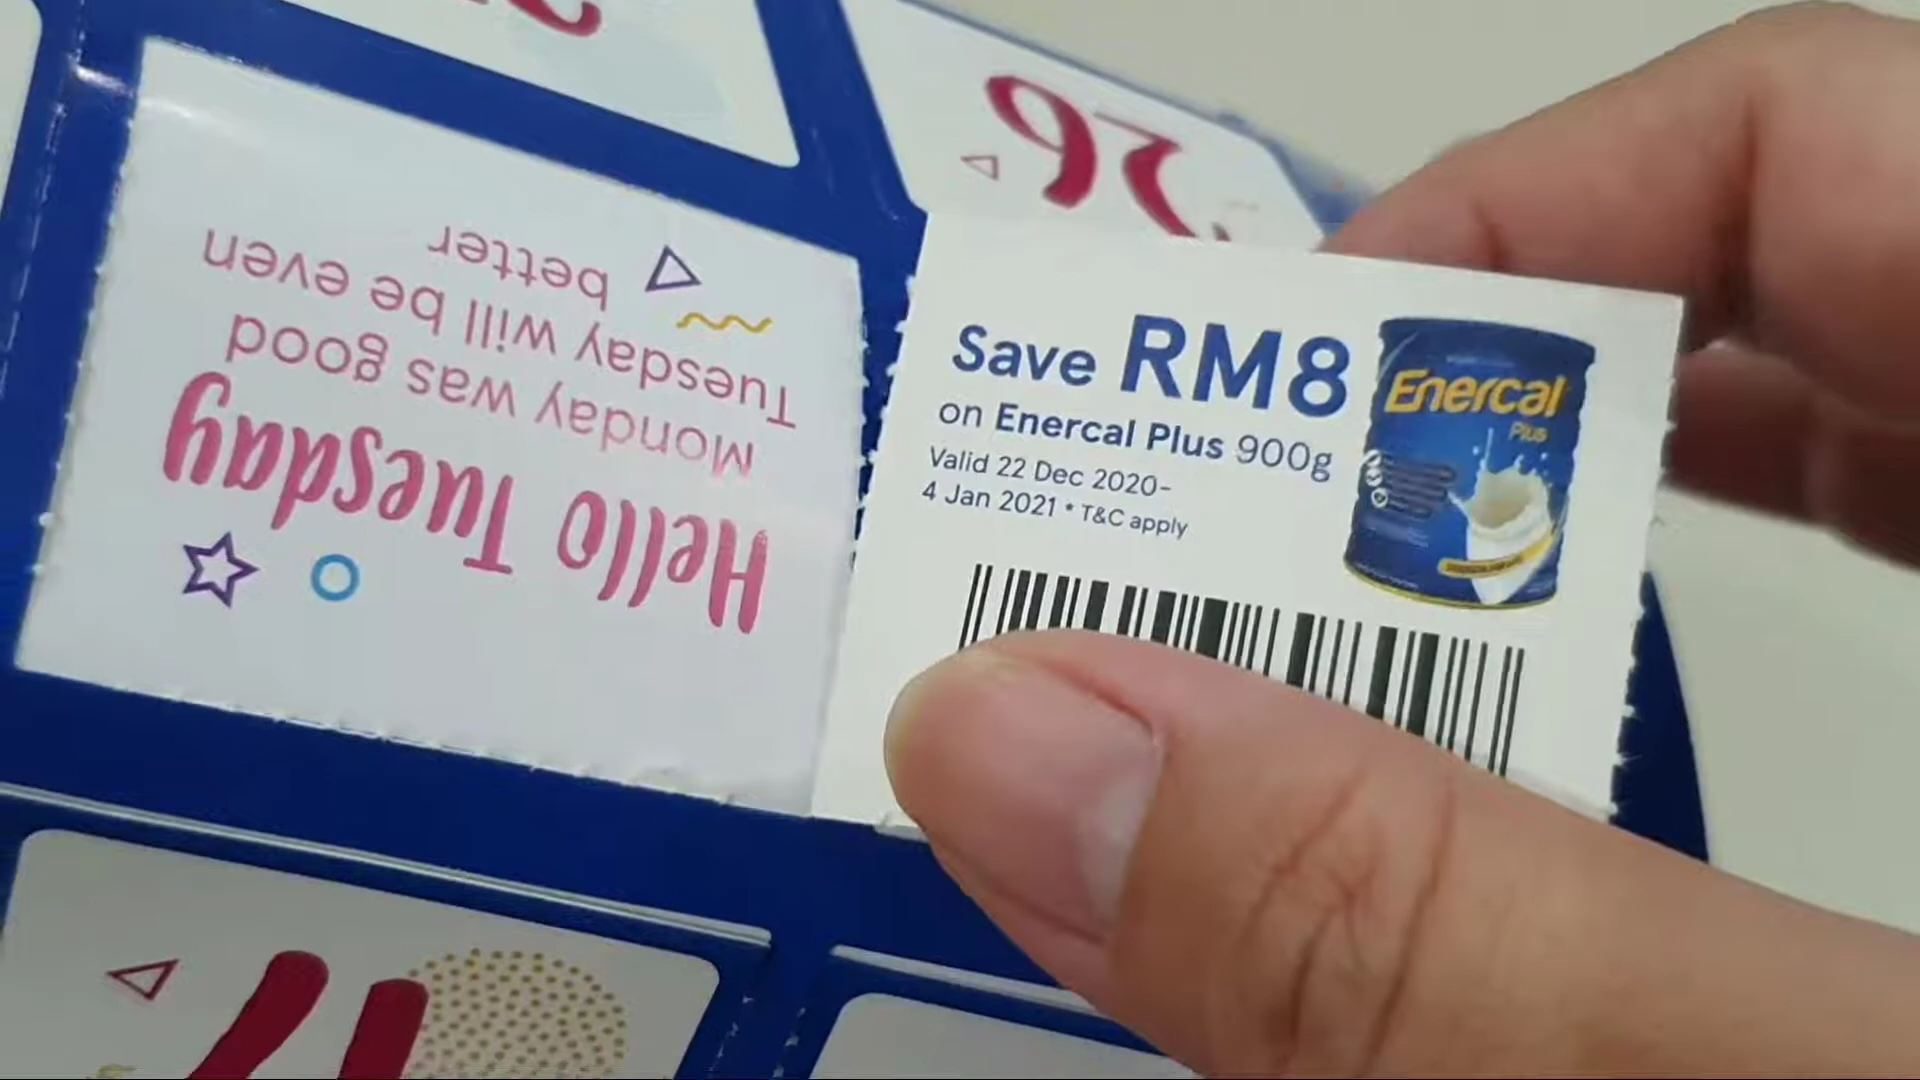 26
Save RM8
on Enercal Plus 900g
Valid 22 Dec 2020-
4 Jan 2021 * T&C apply
Enercal
Plus
Hello Tuesday
Monday was good
Tuesday will be even
better